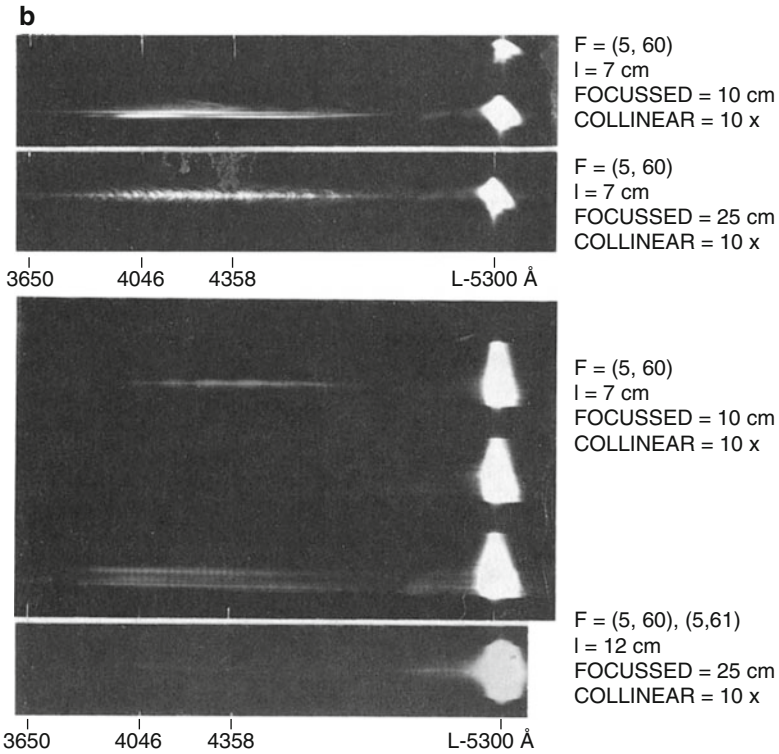 b
F = (5, 60)
l = 7 cm
FOCUSSED = 10 cm
COLLINEAR = 10 x
F = (5, 60)
l = 7 cm
FOCUSSED = 25 cm
COLLINEAR = 10 x
3650 4046 4358 L-5300 Å
F = (5, 60)
l = 7 cm
FOCUSSED = 10 cm
COLLINEAR = 10 x
F = (5, 60), (5,61)
l = 12 cm
FOCUSSED = 25 cm
COLLINEAR = 10 x
3650 4046 4358 L-5300 Å